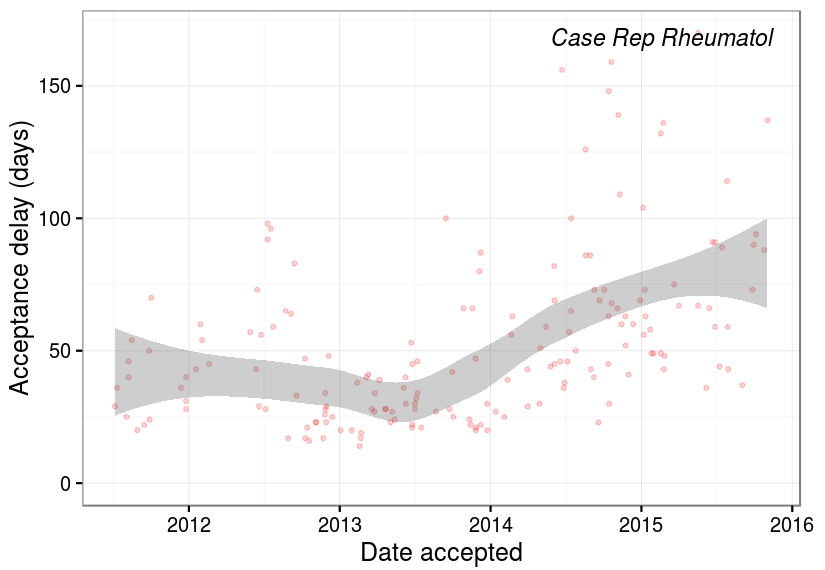 Case Rep Rheumatol
Acceptance delay (days)
150
100
50
0
2012 2013 2014 2015 2016
Date accepted